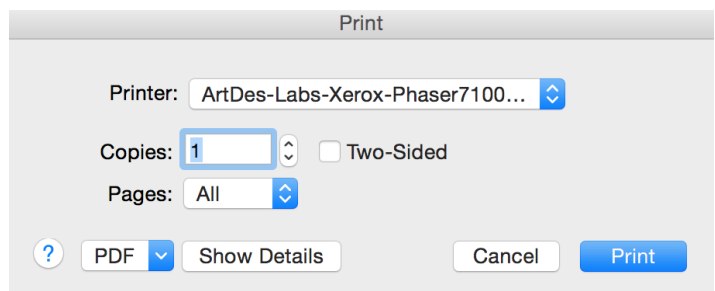 Print
Printer: ArtDes-Labs-Xerox-Phaser7100...
Copies: 1 Two-Sided
Pages: All
? PDF Show Details Cancel Print